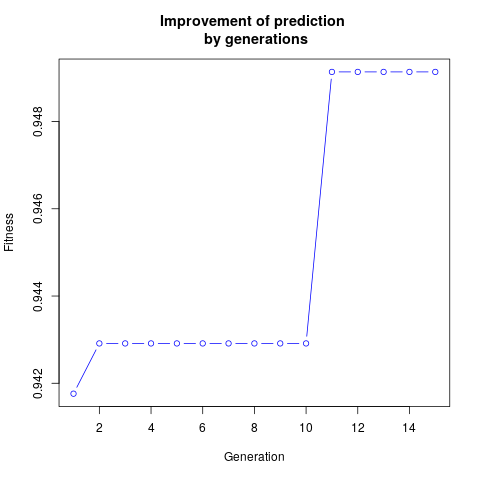 Improvement of prediction
by generations
0.948
0.946
0.944
0.942
Fitness
2 4 6 8 10 12 14
Generation